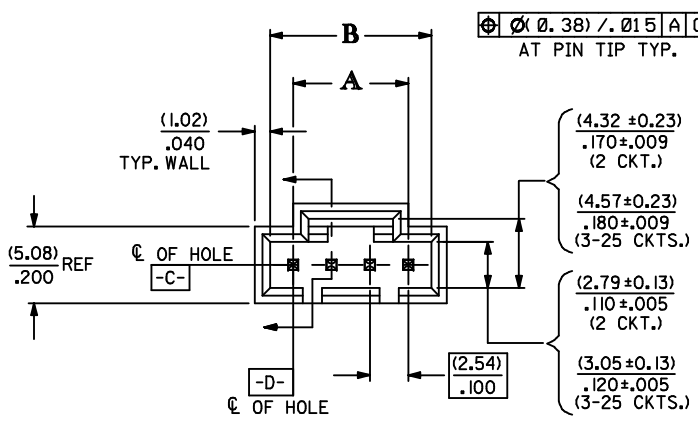 B
⌖ Ø(0.38)/.015 A
AT PIN TIP TYP.
A
(1.02)
.040
TYP. WALL
(4.32 ±0.23)
.170±.009
(2 CKT.)
(4.57±0.23)
.180±.009
(3-25 CKTS.)
(5.08)
.200 REF
℄ OF HOLE
-C-
(2.79±0.13)
.110±.005
(2 CKT.)
(3.05±0.13)
.120±.005
(3-25 CKTS.)
(2.54)
.100
-D-
℄ OF HOLE